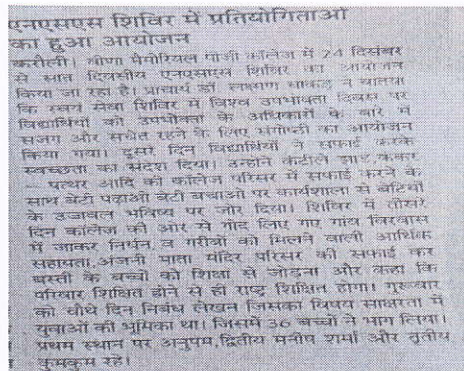 एनएसएस शिविर में प्रतियोगिताओं
का हुआ आयोजन
करौली। वीणा मैमोरियल पीजी कॉलेज में 24 दिसंबर
से सात दिवसीय एनएसएस शिविर का आयोजन
किया जा रहा है। प्राचार्य डॉ. लक्ष्मण धाकड़ ने बताया
कि स्वयं सेवी शिविर में विश्व उपभोक्ता दिवस पर
विद्यार्थियों को उपभोक्ता के अधिकारों के बारे में
सजग और सचेत रहने के लिए संगोष्ठी का आयोजन
किया गया। दूसरे दिन विद्यार्थियों ने सफाई करके
स्वच्छता का संदेश दिया। उन्होंने कंटीले झाड़,कंकर
- पत्थर आदि की कॉलेज परिसर में सफाई करने के
साथ बेटी पढ़ाओ बेटी बचाओ पर कार्यशाला से बेटियों
के उज्जवल भविष्य पर जोर दिया। शिविर में तीसरे
दिन कॉलेज की ओर से गोद लिए गए गांव विरवास
में जाकर निर्धन व गरीबों को मिलने वाली आर्थिक
सहायता,अंजनी माता मंदिर परिसर की सफाई कर
बस्ती के बच्चों को शिक्षा से जोड़ना और कहा कि
परिवार शिक्षित होने से ही राष्ट्र शिक्षित होगा। गुरुवार
को चौथे दिन निबंध लेखन जिसका विषय साक्षरता में
युवाओं की भूमिका था। जिसमें 36 बच्चों ने भाग लिया।
प्रथम स्थान पर अनुपम,द्वितीय मनीष शर्मा और तृतीय
कुमकुम रहे।